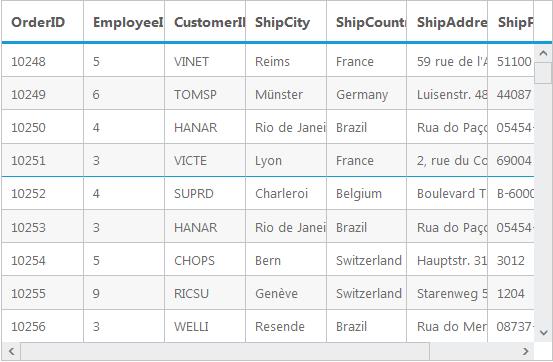 OrderID EmployeeI CustomerII ShipCity ShipCount ShipAddre ShipF
10248 5 VINET Reims France 59 rue de l'A 51100
10249 6 TOMSP Münster Germany Luisenstr. 48 44087
10250 4 HANAR Rio de Janei Brazil Rua do Paço 05454-
10251 3 VICTE Lyon France 2, rue du Co 69004
10252 4 SUPRD Charleroi Belgium Boulevard T B-6000
10253 3 HANAR Rio de Janei Brazil Rua do Paço 05454-
10254 5 CHOPS Bern Switzerland Hauptstr. 31 3012
10255 9 RICSU Genève Switzerland Starenweg 5 1204
10256 3 WELLI Resende Brazil Rua do Mer 08737-